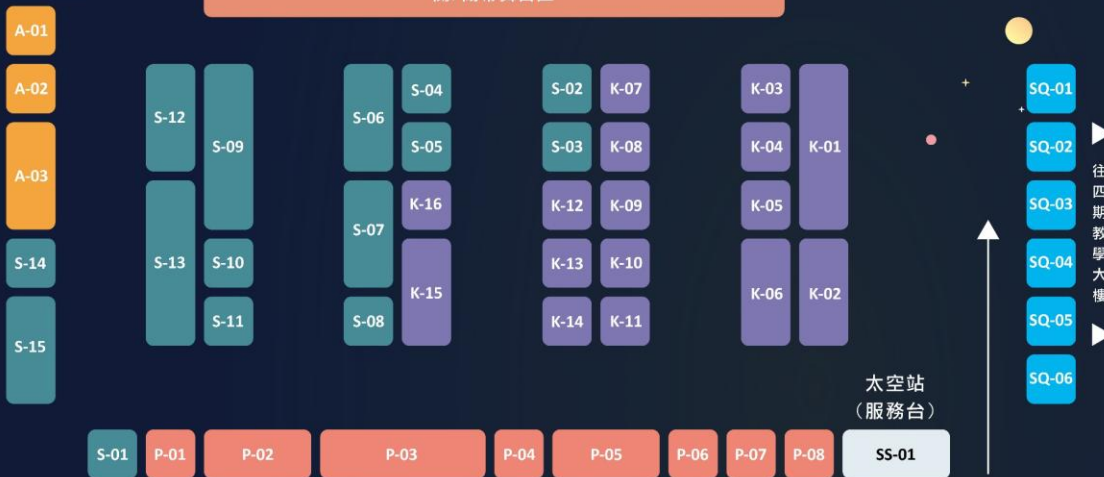 A-01
A-02
A-03
S-14
S-15
S-12
S-13
S-09
S-10
S-11
S-06
S-07
S-08
S-04
S-05
K-16
K-15
S-02
S-03
K-12
K-13
K-14
K-07
K-08
K-09
K-10
K-11
K-03
K-04
K-05
K-06
K-01
K-02
SQ-01
SQ-02
SQ-03
SQ-04
SQ-05
SQ-06
往四期教學大樓
太空站
（服務台）
S-01
P-01
P-02
P-03
P-04
P-05
P-06
P-07
P-08
SS-01